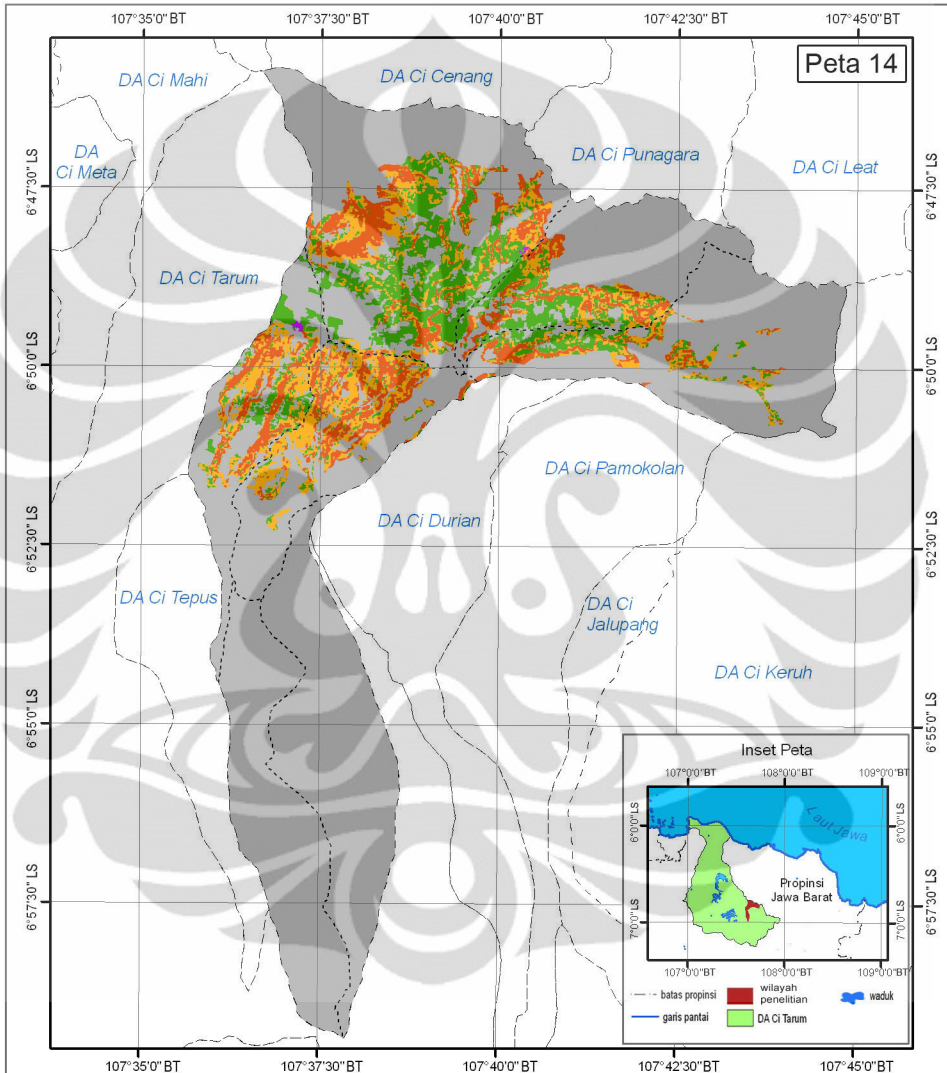 107°35'0" BT
107°37'30" BT
107°40'0" BT
107°42'30" BT
107°45'0" BT
Peta 14
DA Ci Mahi
DA Ci Cenang
DA
Ci Meta
DA Ci Punagara
DA Ci Leat
6°47'30" LS
6°47'30" LS
DA Ci Tarum
6°50'0" LS
6°50'0" LS
DA Ci Pamokolan
DA Ci Durian
6°52'30" LS
6°52'30" LS
DA Ci Tepus
DA Ci
Jalupang
DA Ci Keruh
6°55'0" LS
6°55'0" LS
6°57'30" LS
6°57'30" LS
Inset Peta
107°0'0"BT
108°0'0"BT
109°0'0"BT
6°0'0" LS
6°0'0" LS
Laut Jawa
Propinsi
Jawa Barat
7°0'0" LS
7°0'0" LS
107°0'0"BT
108°0'0"BT
109°0'0"BT
batas propinsi
wilayah
penelitian
waduk
garis pantai
DA Ci Tarum
107°35'0" BT
107°37'30" BT
107°40'0" BT
107°42'30" BT
107°45'0" BT